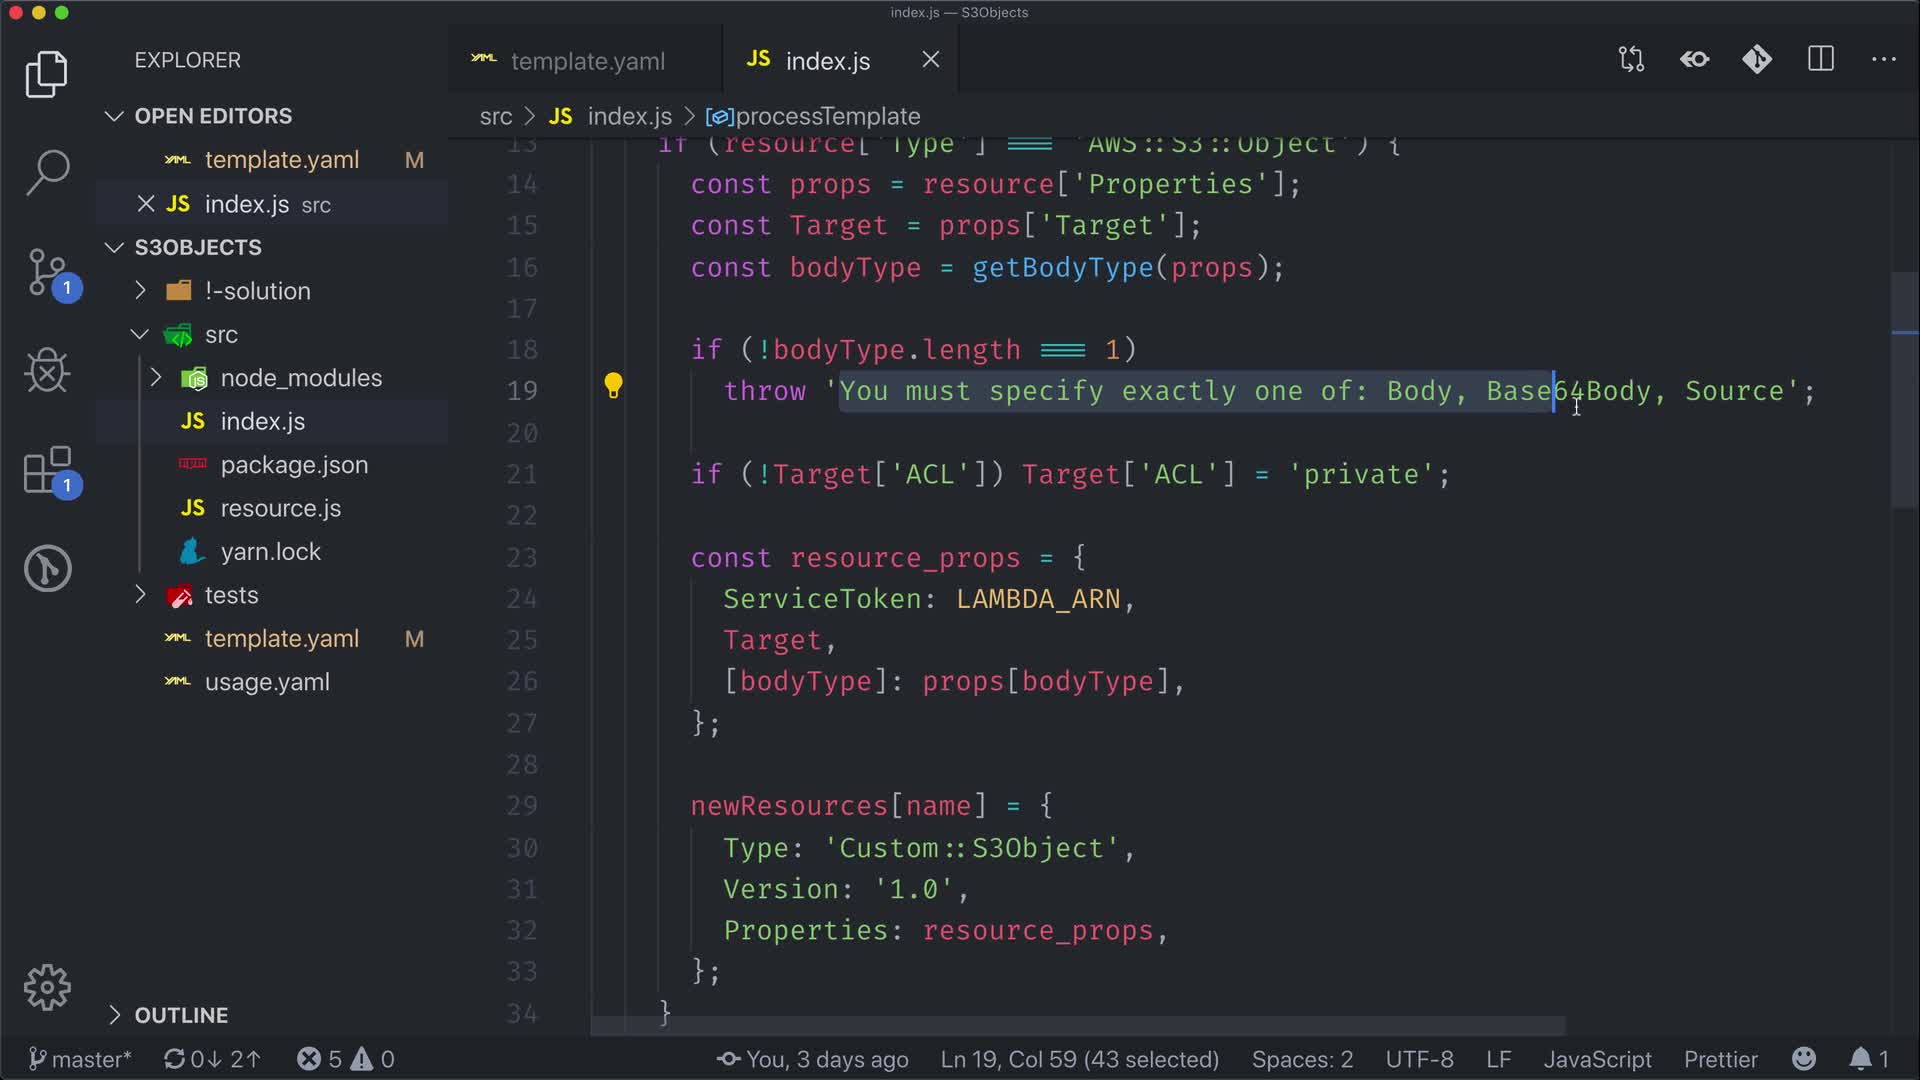 index.js — S3Objects
EXPLORER
template.yaml
JS index.js
OPEN EDITORS
src > JS index.js > processTemplate
template.yaml M
JS index.js src
S3OBJECTS
!-solution
src
node_modules
JS index.js
package.json
JS resource.js
yarn.lock
tests
template.yaml M
usage.yaml
OUTLINE
13 if (resource['Type'] === 'AWS::S3::Object') {
14 const props = resource['Properties'];
15 const Target = props['Target'];
16 const bodyType = getBodyType(props);
17
18 if (!bodyType.length === 1)
19 throw 'You must specify exactly one of: Body, Base64Body, Source';
20
21 if (!Target['ACL']) Target['ACL'] = 'private';
22
23 const resource_props = {
24 ServiceToken: LAMBDA_ARN,
25 Target,
26 [bodyType]: props[bodyType],
27 };
28
29 newResources[name] = {
30 Type: 'Custom::S3Object',
31 Version: '1.0',
32 Properties: resource_props,
33 };
34 }
1
1
master* 0↓ 2↑ 5 0 You, 3 days ago Ln 19, Col 59 (43 selected) Spaces: 2 UTF-8 LF JavaScript Prettier 1